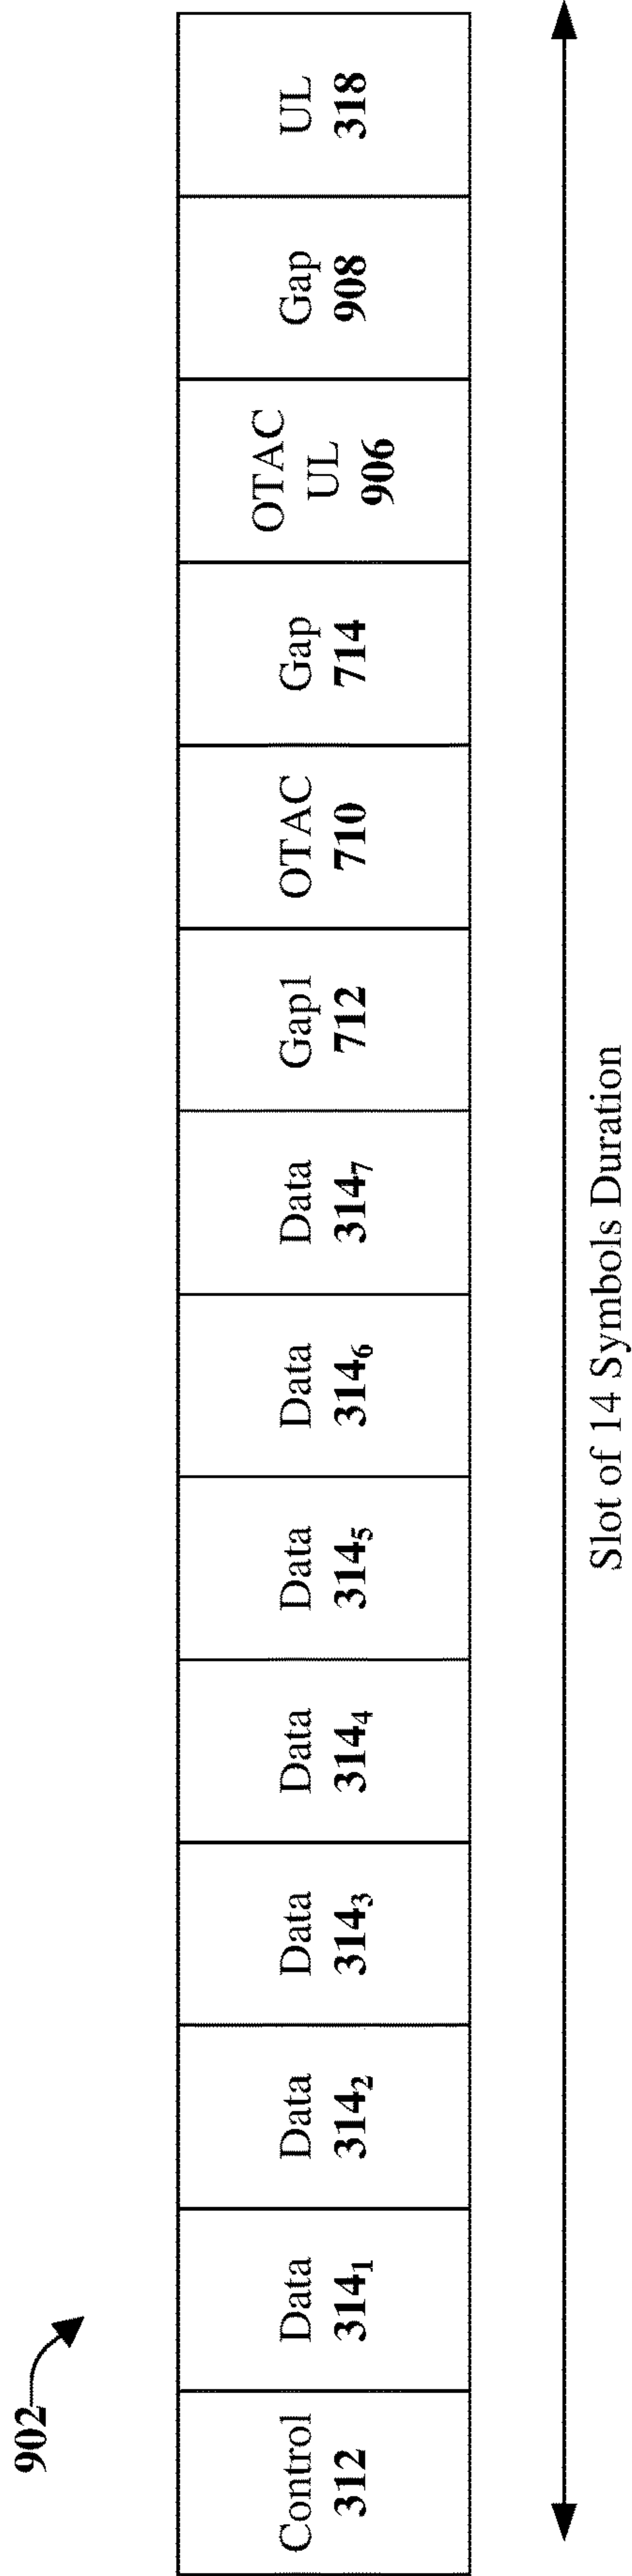 902
Control
312
Data
314₁
Data
314₂
Data
314₃
Data
314₄
Data
314₅
Data
314₆
Data
314₇
Gap1
712
OTAC
710
Gap
714
OTAC
UL
906
Gap
908
UL
318
Slot of 14 Symbols Duration